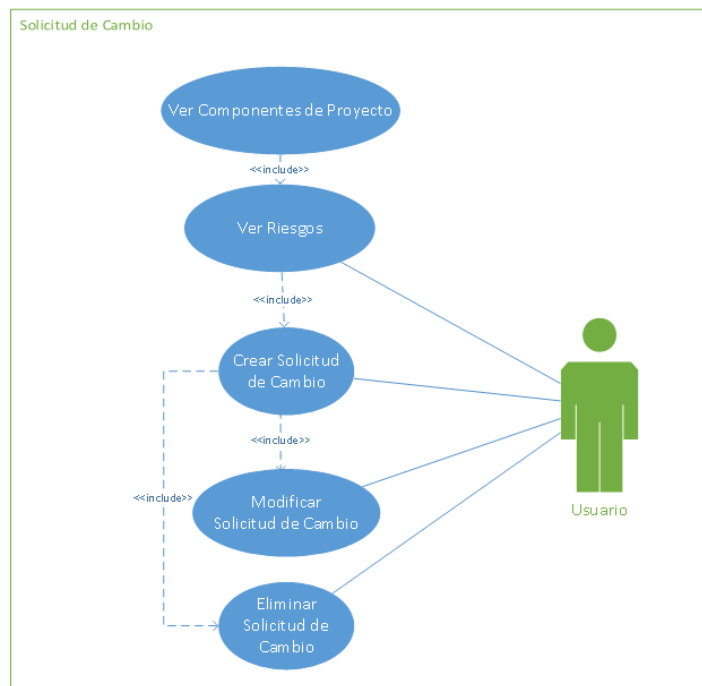 Solicitud de Cambio
Ver Componentes de Proyecto
<<include>>
Ver Riesgos
<<include>>
Crear Solicitud
de Cambio
<<include>>
<<include>>
Modificar
Solicitud de Cambio
Usuario
Eliminar
Solicitud de
Cambio